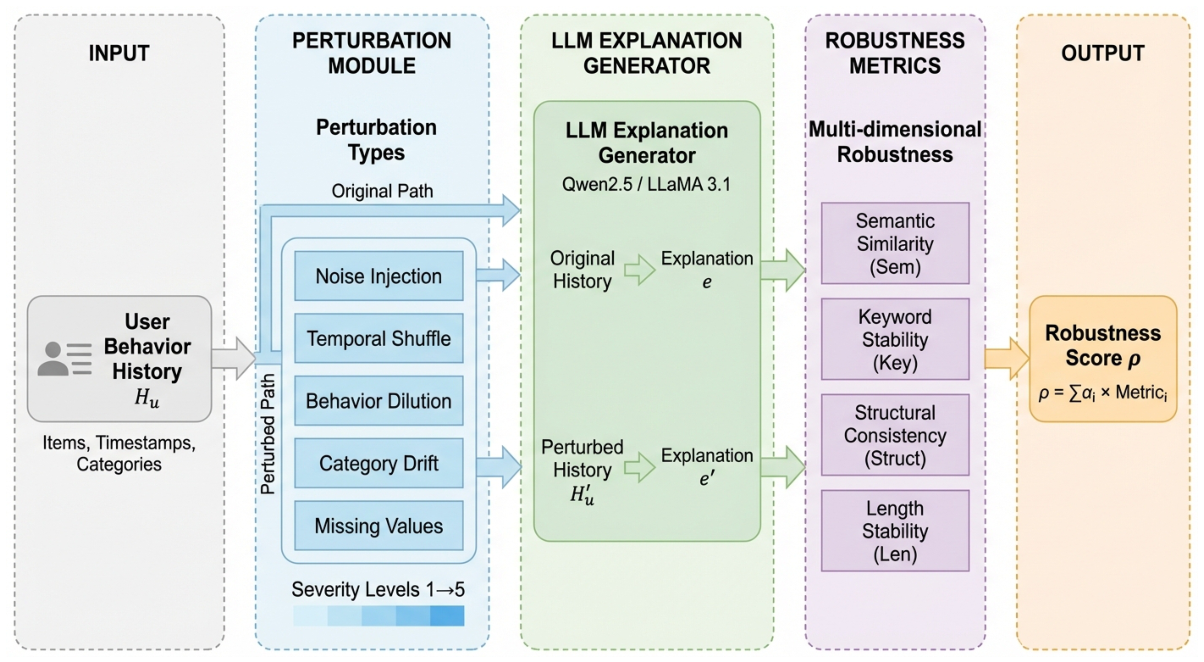 INPUT
User
Behavior
History
H_u
Items, Timestamps,
Categories
PERTURBATION
MODULE
Perturbation
Types
Original Path
Perturbed Path
Noise Injection
Temporal Shuffle
Behavior Dilution
Category Drift
Missing Values
Severity Levels 1→5
LLM EXPLANATION
GENERATOR
LLM Explanation
Generator
Qwen2.5 / LLaMA 3.1
Original
History
Explanation
e
Perturbed
History
H′_u
Explanation
e′
ROBUSTNESS
METRICS
Multi-dimensional
Robustness
Semantic
Similarity
(Sem)
Keyword
Stability
(Key)
Structural
Consistency
(Struct)
Length
Stability
(Len)
OUTPUT
Robustness
Score ρ
ρ = ∑α_i × Metric_i